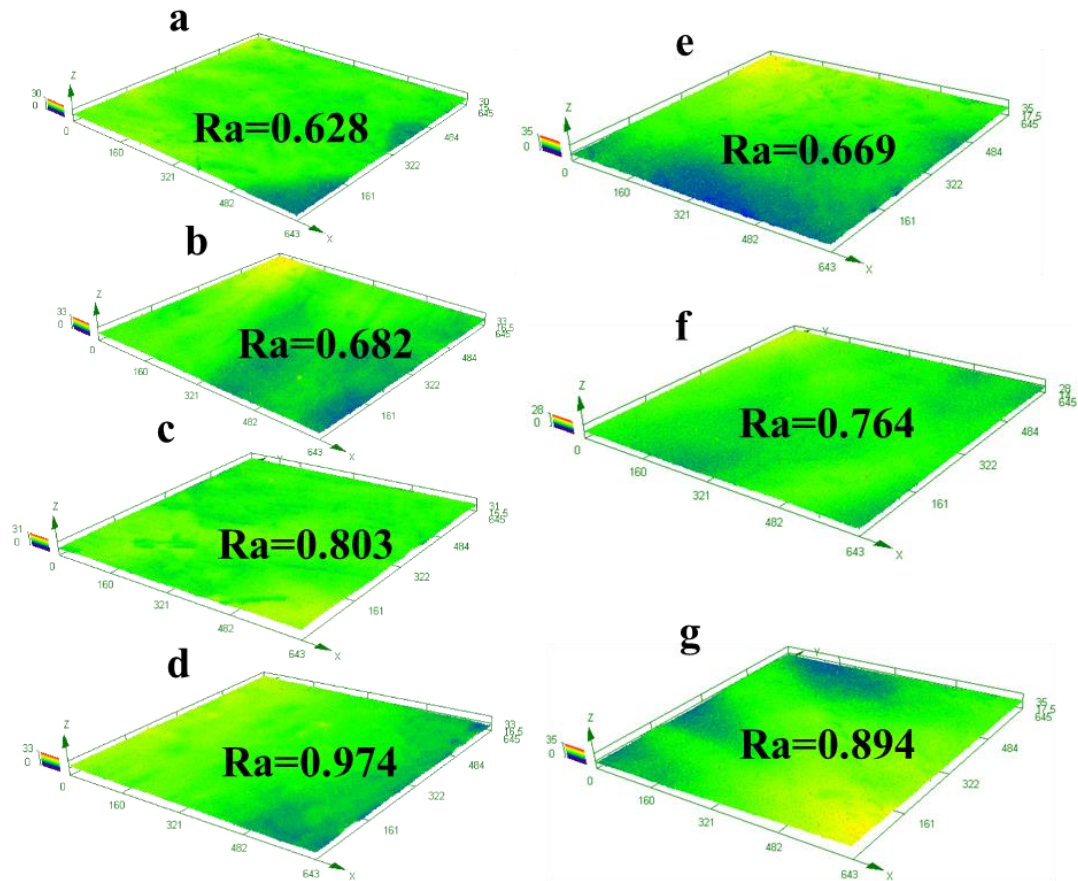 a
Z
30
0
0
160
321
482
643
X
161
322
484
645
15
30
Ra=0.628
b
Z
33
0
0
160
321
482
643
X
161
322
484
645
16,5
33
Ra=0.682
c
Z
Y
31
0
0
160
321
482
643
X
161
322
484
645
15,5
31
Ra=0.803
d
Z
33
0
0
160
321
482
643
X
161
322
484
645
16,5
33
Ra=0.974
e
Z
35
0
0
160
321
482
643
X
161
322
484
645
17,5
35
Ra=0.669
f
Z
Y
28
0
0
160
321
482
643
X
161
322
484
645
14
28
Ra=0.764
g
Z
Y
35
0
0
160
321
482
643
X
161
322
484
645
17,5
35
Ra=0.894